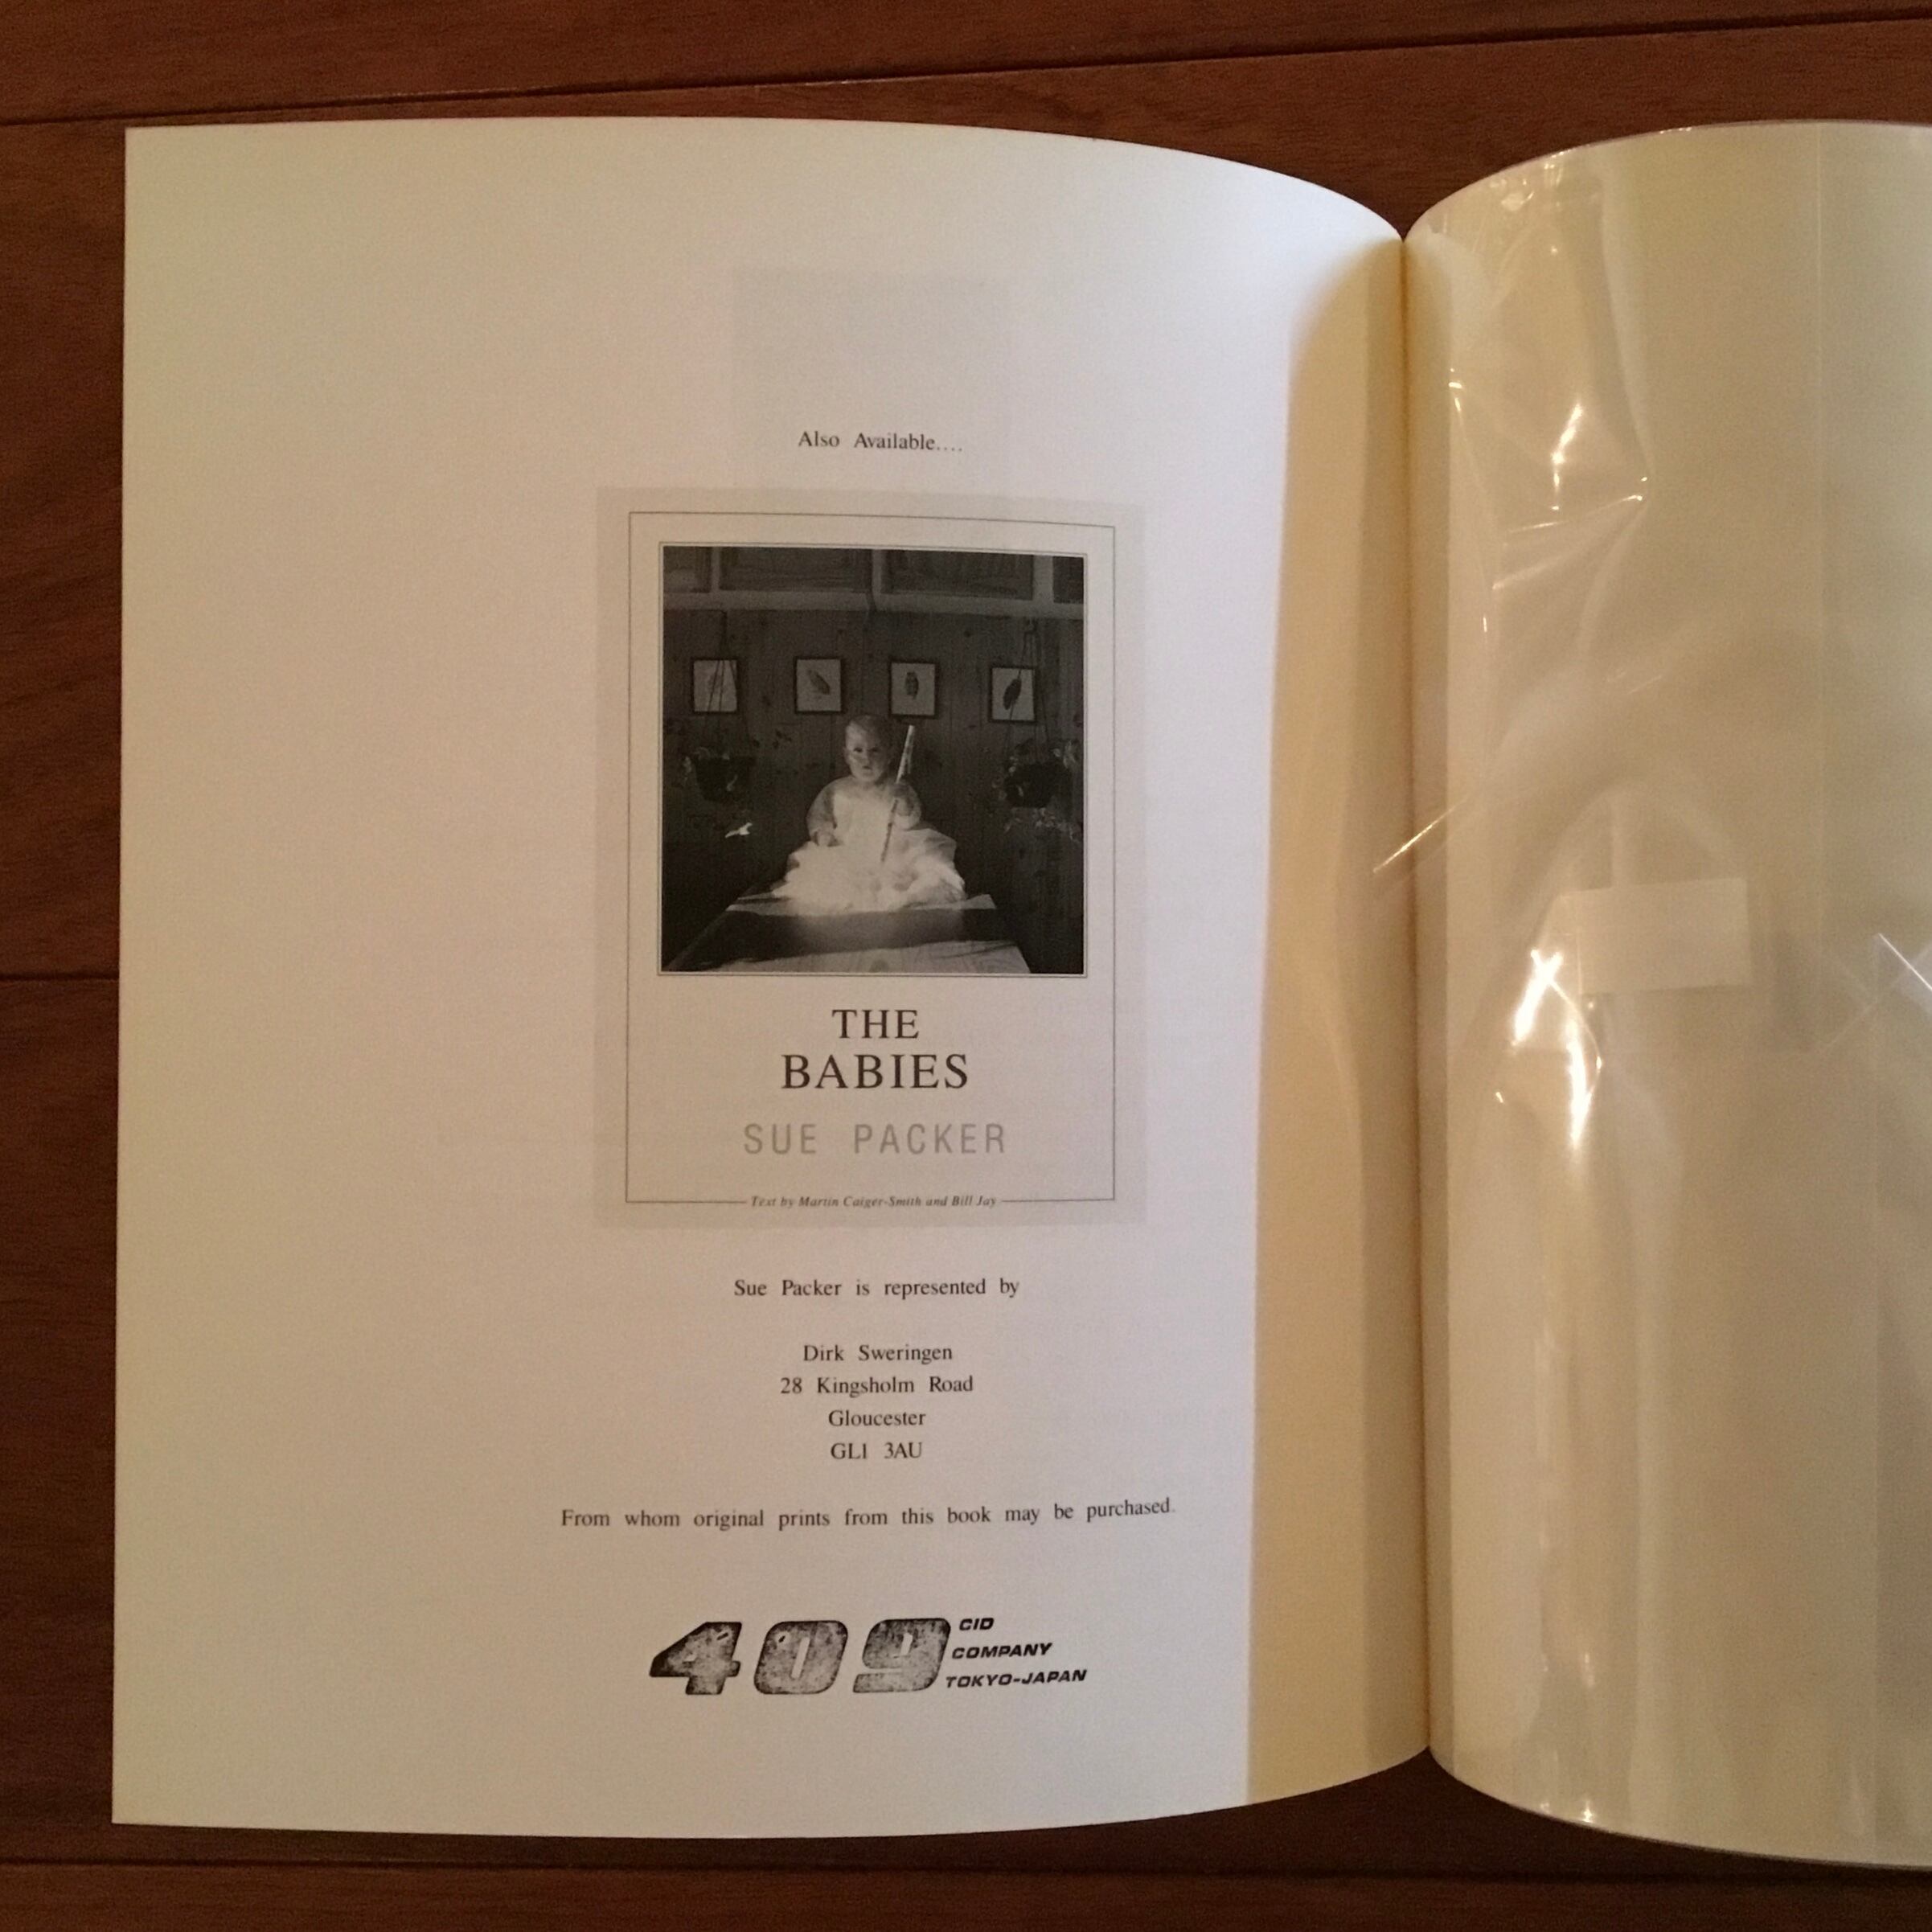 Also Available....
THE
BABIES
SUE PACKER
Text by Martin Caiger-Smith and Bill Jay
Sue Packer is represented by
Dirk Sweringen
28 Kingsholm Road
Gloucester
GL1 3AU
From whom original prints from this book may be purchased.
409 CID
COMPANY
TOKYO-JAPAN